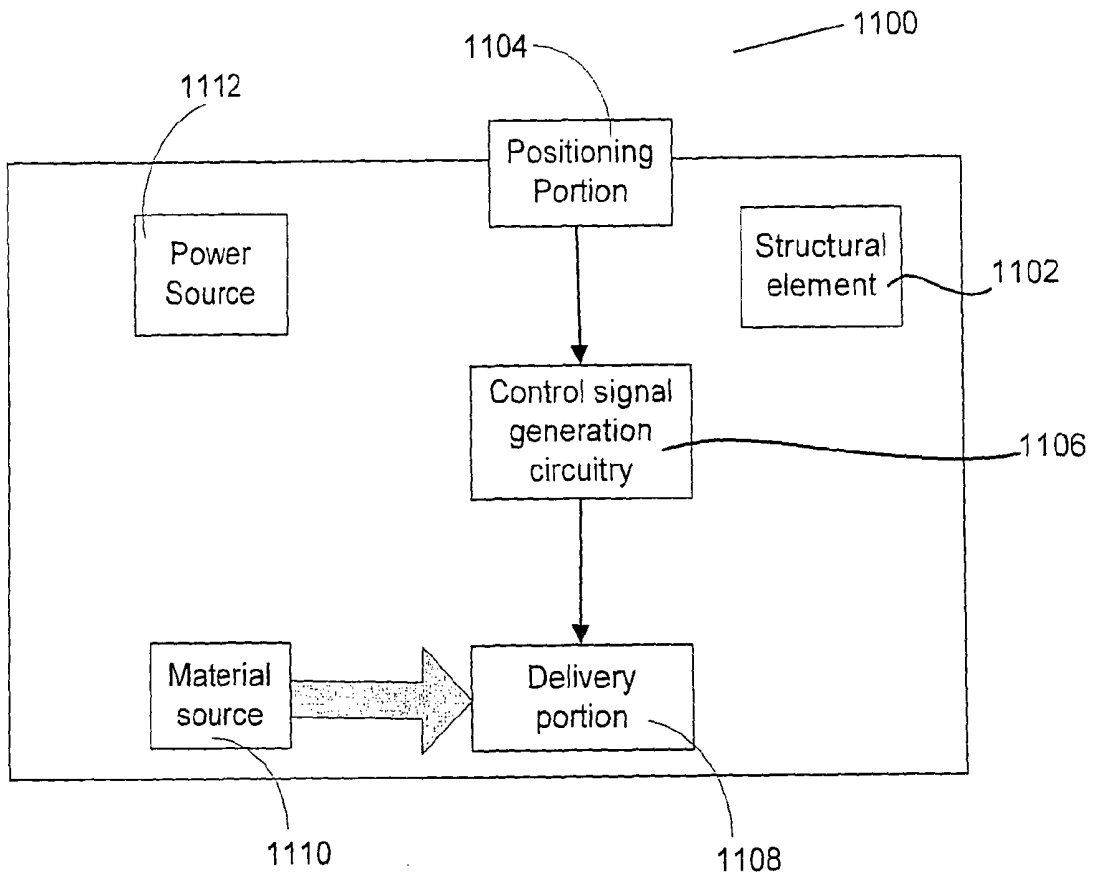 1100
1104
1112
Positioning
Portion
Power
Source
Structural
element
1102
Control signal
generation
circuitry
1106
Material
source
Delivery
portion
1110
1108